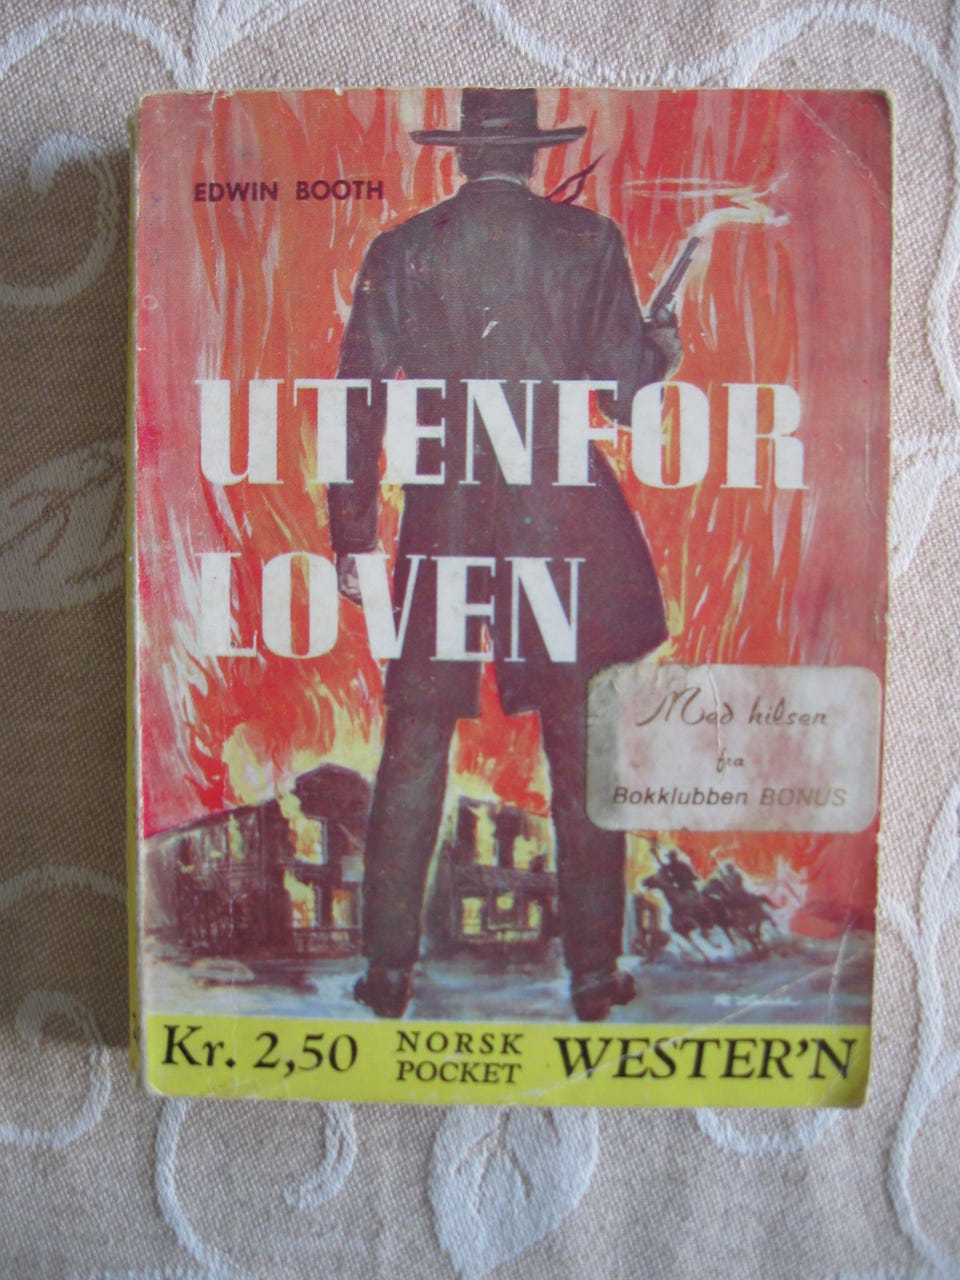 EDWIN BOOTH
UTENFOR
LOVEN
Med hilsen
fra
Bokklubben BONUS
Kr. 2,50
NORSK
POCKET
WESTER'N